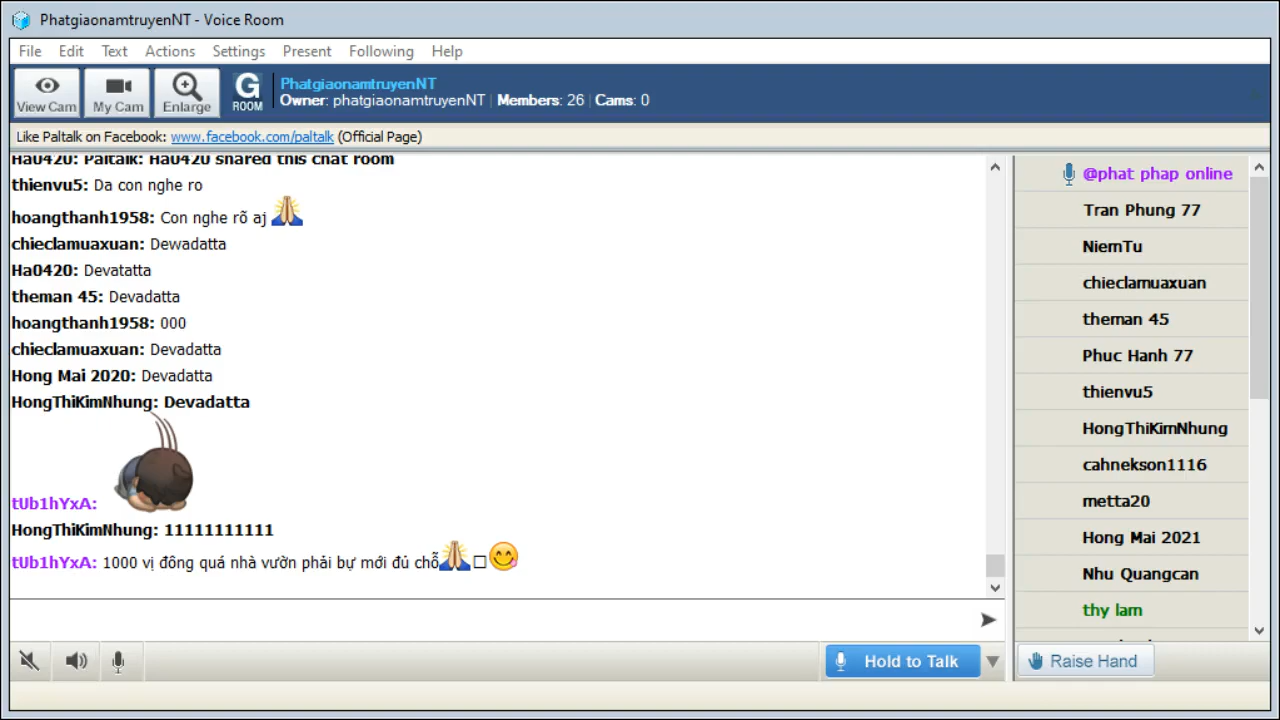 PhatgiaonamtruyenNT - Voice Room
File Edit Text Actions Settings Present Following Help
View Cam My Cam Enlarge G ROOM
PhatgiaonamtruyenNT
Owner: phatgiaonamtruyenNT | Members: 26 | Cams: 0
Like Paltalk on Facebook: www.facebook.com/paltalk (Official Page)
Ha0420: Paltalk: Ha0420 shared this chat room
thienvu5: Da con nghe ro
hoangthanh1958: Con nghe rõ aj
chieclamuaxuan: Dewadatta
Ha0420: Devatatta
theman 45: Devadatta
hoangthanh1958: 000
chieclamuaxuan: Devadatta
Hong Mai 2020: Devadatta
HongThiKimNhung: Devadatta
tUb1hYxA:
HongThiKimNhung: 11111111111
tUb1hYxA: 1000 vị đông quá nhà vườn phải bự mới đủ chỗ
@phat phap online
Tran Phung 77
NiemTu
chieclamuaxuan
theman 45
Phuc Hanh 77
thienvu5
HongThiKimNhung
cahnekson1116
metta20
Hong Mai 2021
Nhu Quangcan
thy lam
Hold to Talk
Raise Hand